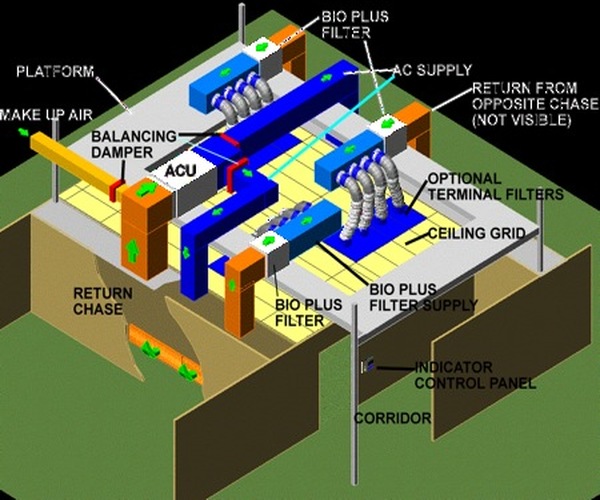 BIO PLUS
FILTER
PLATFORM
AC SUPPLY
RETURN FROM
OPPOSITE CHASE
(NOT VISIBLE)
MAKE UP AIR
BALANCING
DAMPER
ACU
OPTIONAL
TERMINAL FILTERS
CEILING GRID
RETURN
CHASE
BIO PLUS
FILTER
BIO PLUS
FILTER SUPPLY
INDICATOR
CONTROL PANEL
CORRIDOR